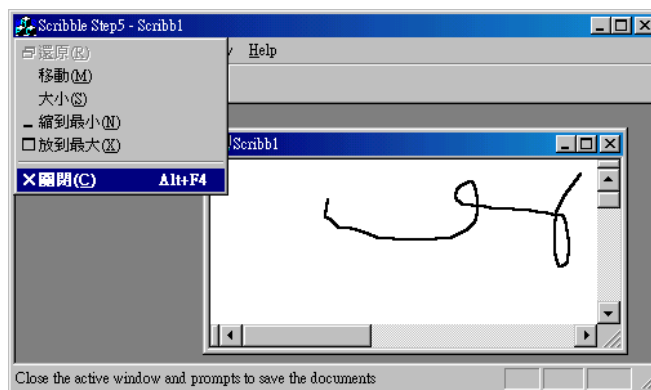 Scribble Step5 - Scribb1
還原(R)
移動(M)
大小(S)
縮到最小(N)
放到最大(X)
關閉(C) Alt+F4
Help
Scribb1
Close the active window and prompts to save the documents